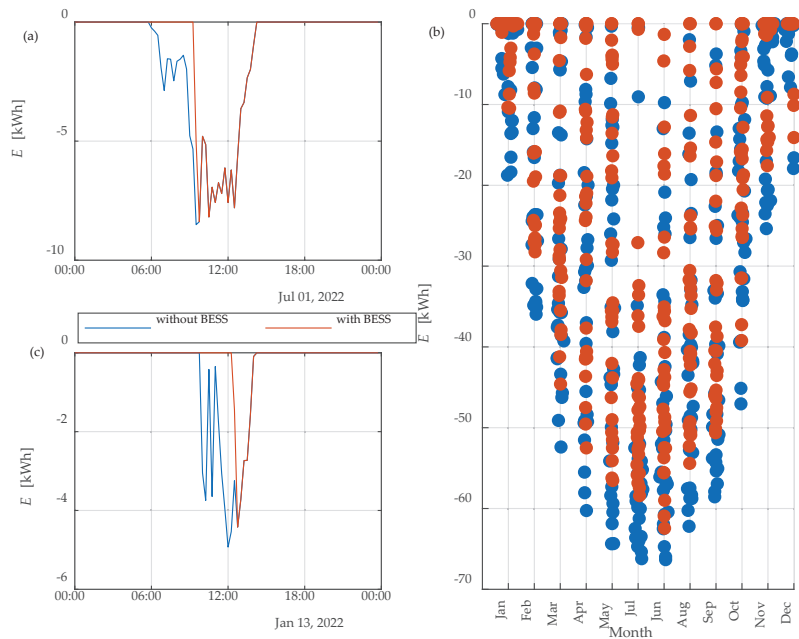 (a)
0
-5
-10
E [kWh]
00:00 06:00 12:00 00:00 00:00
Jul 01, 2022
without BESS with BESS
(c)
0
-2
-4
-6
E [kWh]
00:00 06:00 12:00 00:00 00:00
Jan 13, 2022
(b)
0
-10
-20
-30
-40
-50
-60
-70
E [kWh]
Jan Feb Mar Apr May Jul Jun Aug Sep Oct Nov Dec
Month